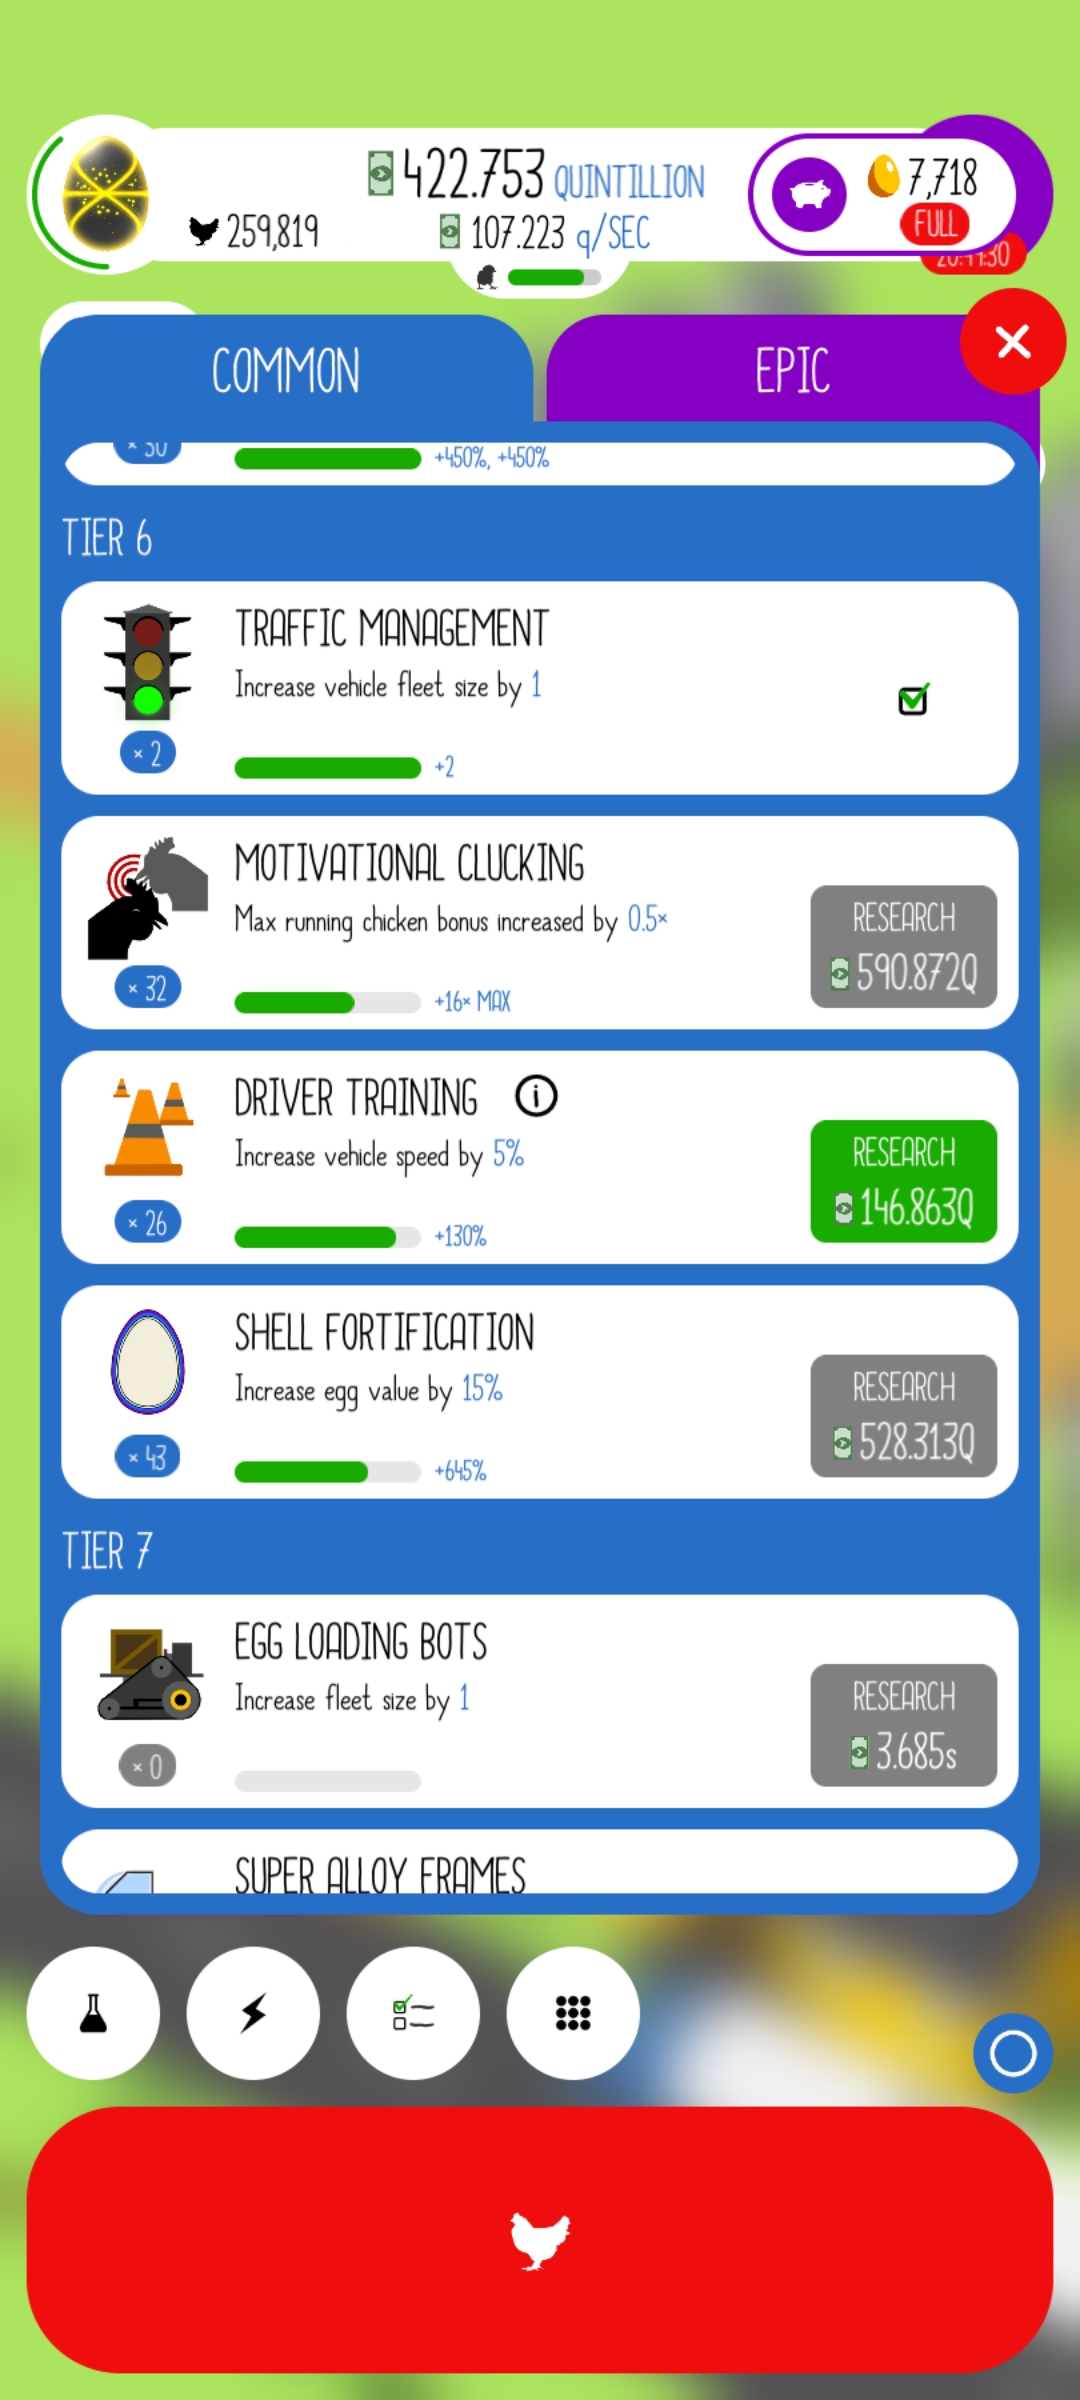 422.753 QUINTILLION
7,718
259,819
107.223 q/SEC
FULL
COMMON
EPIC
× 30
+450%, +450%
TIER 6
TRAFFIC MANAGEMENT
Increase vehicle fleet size by 1
× 2
+2
MOTIVATIONAL CLUCKING
Max running chicken bonus increased by 0.5×
RESEARCH
590.872Q
× 32
+16× MAX
DRIVER TRAINING i
Increase vehicle speed by 5%
RESEARCH
146.863Q
× 26
+130%
SHELL FORTIFICATION
Increase egg value by 15%
RESEARCH
528.313Q
× 43
+645%
TIER 7
EGG LOADING BOTS
Increase fleet size by 1
RESEARCH
3.685s
× 0
SUPER ALLOY FRAMES